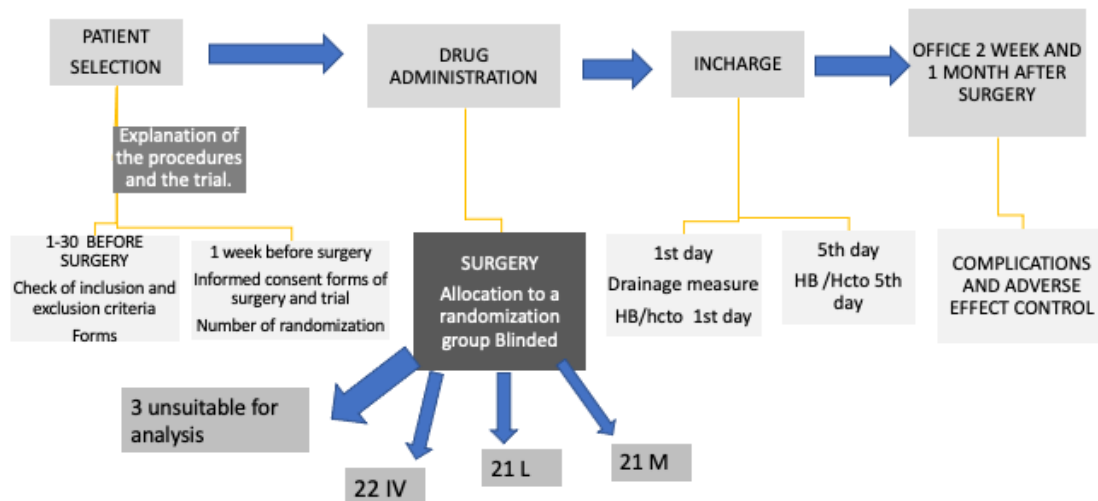 PATIENT
SELECTION
DRUG
ADMINISTRATION
INCHARGE
OFFICE 2 WEEK AND
1 MONTH AFTER
SURGERY
Explanation of
the procedures
and the trial.
1-30 BEFORE
SURGERY
Check of inclusion and
exclusion criteria
Forms
1 week before surgery
Informed consent forms of
surgery and trial
Number of randomization
SURGERY
Allocation to a
randomization
group Blinded
1st day
Drainage measure
HB/hcto 1st day
5th day
HB /Hcto 5th
day
COMPLICATIONS
AND ADVERSE
EFFECT CONTROL
3 unsuitable for
analysis
22 IV
21 L
21 M